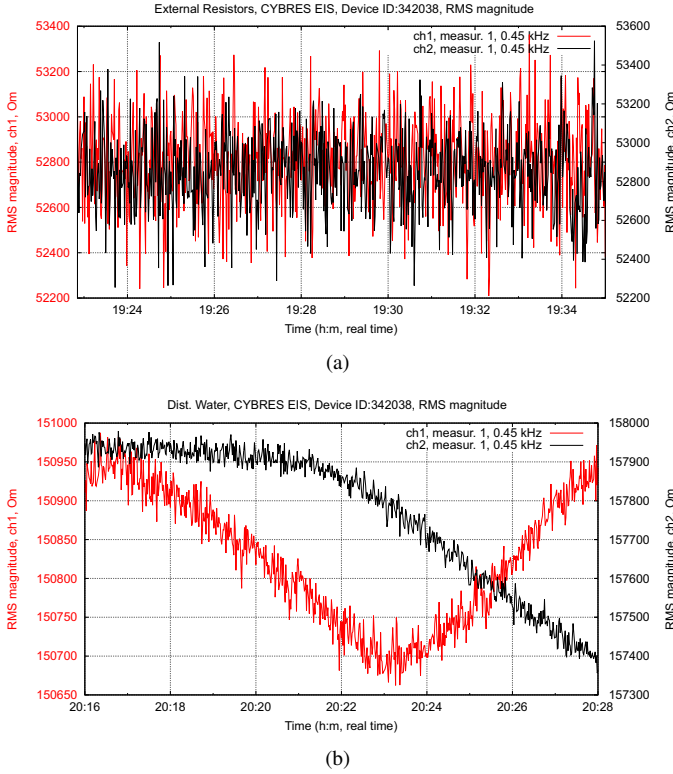 External Resistors, CYBRES EIS, Device ID:342038, RMS magnitude
53400
53200
53000
52800
52600
52400
52200
RMS magnitude, ch1, Om
53600
53400
53200
53000
52800
52600
52400
52200
RMS magnitude, ch2, Om
ch1, measur. 1, 0.45 kHz
ch2, measur. 1, 0.45 kHz
19:24 19:26 19:28 19:30 19:32 19:34
Time (h:m, real time)
(a)
Dist. Water, CYBRES EIS, Device ID:342038, RMS magnitude
151000
150950
150900
150850
150800
150750
150700
150650
RMS magnitude, ch1, Om
158000
157900
157800
157700
157600
157500
157400
157300
RMS magnitude, ch2, Om
ch1, measur. 1, 0.45 kHz
ch2, measur. 1, 0.45 kHz
20:16 20:18 20:20 20:22 20:24 20:26 20:28
Time (h:m, real time)
(b)